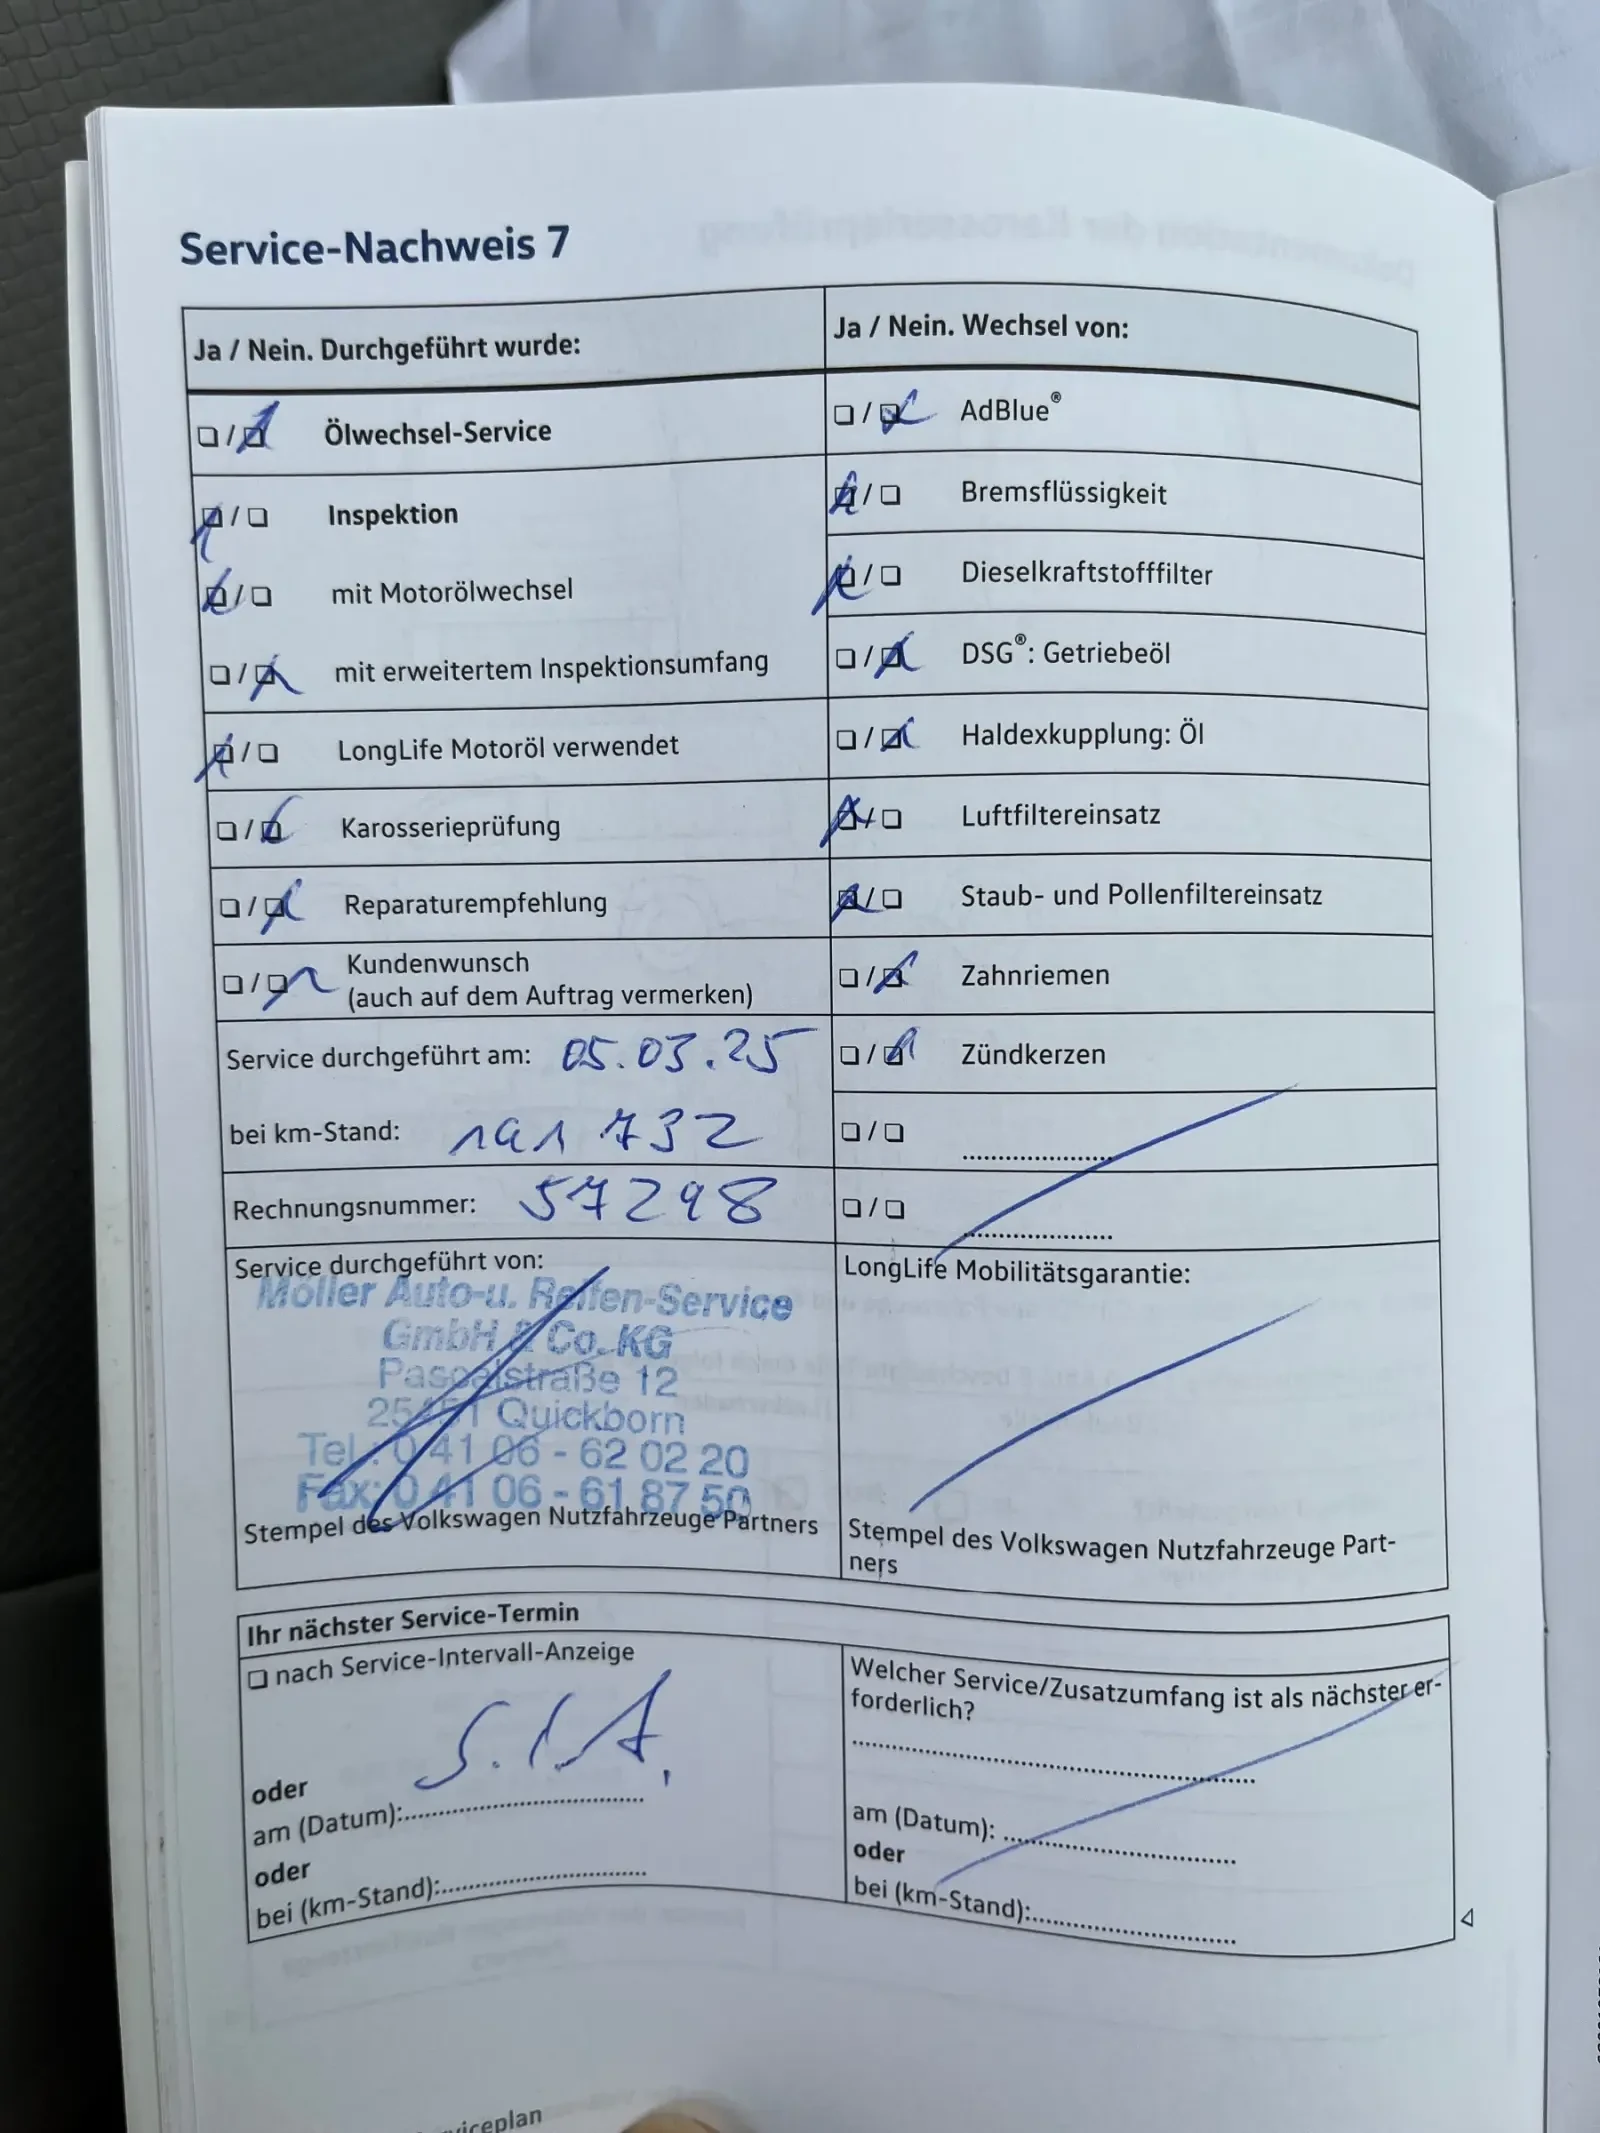 Service-Nachweis 7
Ja / Nein. Durchgeführt wurde:
☐ / ☒ Ölwechsel-Service
☒ / ☐ Inspektion
☒ / ☐ mit Motorölwechsel
☐ / ☒ mit erweitertem Inspektionsumfang
☒ / ☐ LongLife Motoröl verwendet
☐ / ☒ Karosserieprüfung
☐ / ☒ Reparaturempfehlung
☐ / ☒ Kundenwunsch
(auch auf dem Auftrag vermerken)
Service durchgeführt am: 05.03.25
bei km-Stand: 191 732
Rechnungsnummer: 57298
Service durchgeführt von:
Möller Auto-u. Reifen-Service
GmbH & Co. KG
Pascalstraße 12
25451 Quickborn
Tel.: 0 41 06 - 62 02 20
Fax: 0 41 06 - 61 87 50
Stempel des Volkswagen Nutzfahrzeuge Partners
Ja / Nein. Wechsel von:
☐ / ☒ AdBlue®
☒ / ☐ Bremsflüssigkeit
☒ / ☐ Dieselkraftstofffilter
☐ / ☒ DSG®: Getriebeöl
☐ / ☒ Haldexkupplung: Öl
☒ / ☐ Luftfiltereinsatz
☒ / ☐ Staub- und Pollenfiltereinsatz
☐ / ☒ Zahnriemen
☐ / ☒ Zündkerzen
☐ / ☐ ....................
☐ / ☐ ....................
LongLife Mobilitätsgarantie:
Stempel des Volkswagen Nutzfahrzeuge Part-
ners
Ihr nächster Service-Termin
☐ nach Service-Intervall-Anzeige
S.I.A.
oder
am (Datum):..............................
oder
bei (km-Stand):..............................
Welcher Service/Zusatzumfang ist als nächster er-
forderlich?
..................................................
am (Datum): ..............................
oder
bei (km-Stand):..............................